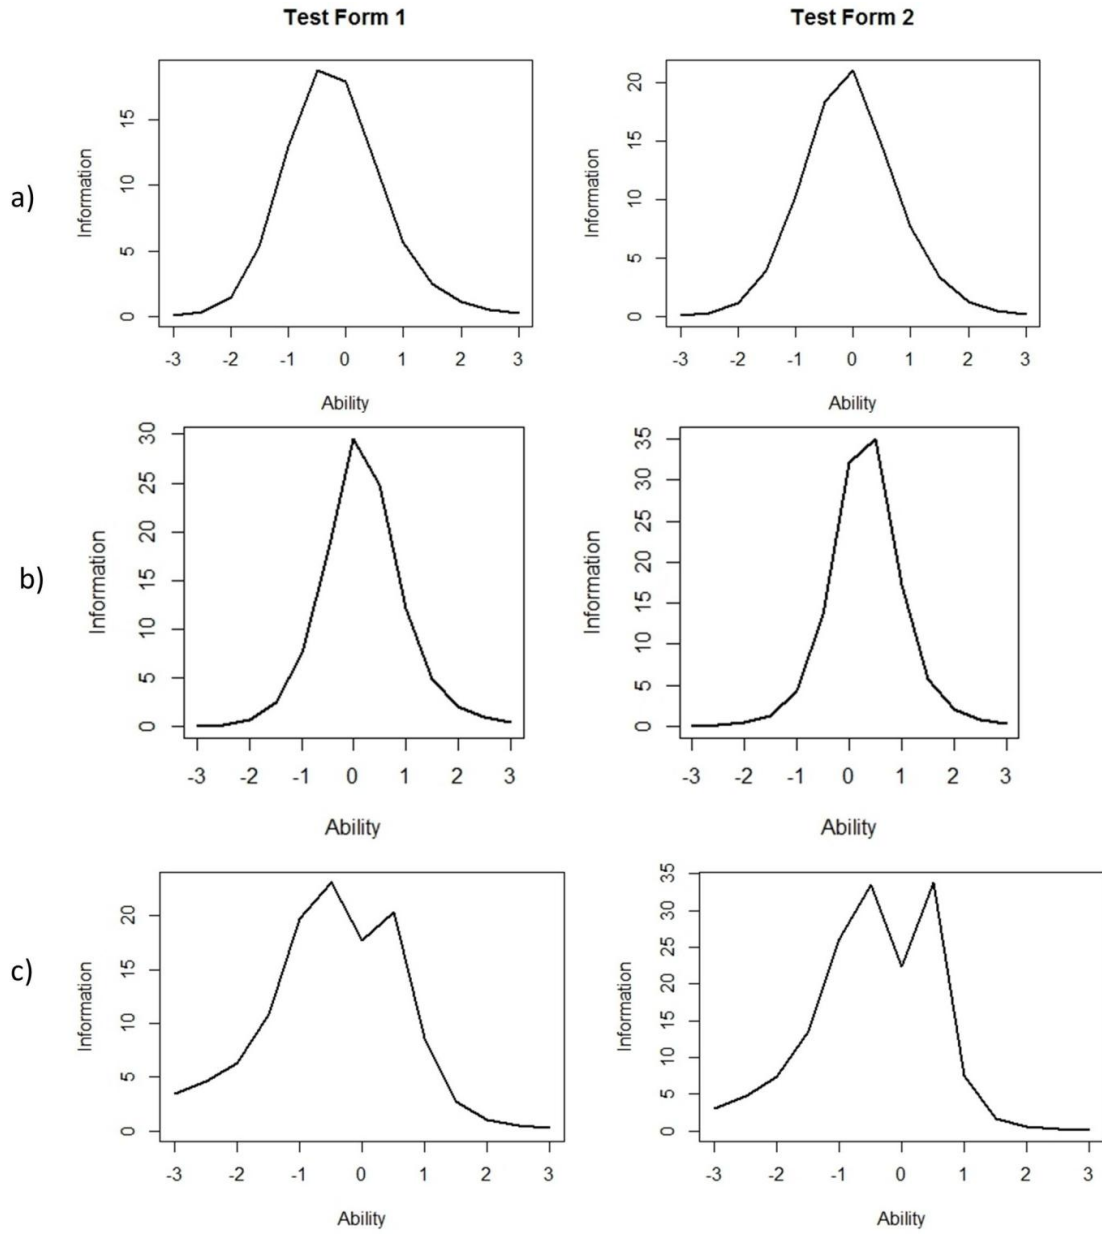 Test Form 1
Test Form 2
a)
Information
0 5 10 15
-3 -2 -1 0 1 2 3
Ability
Information
0 5 10 15 20
-3 -2 -1 0 1 2 3
Ability
b)
Information
0 5 10 15 20 25 30
-3 -2 -1 0 1 2 3
Ability
Information
0 5 10 15 20 25 30 35
-3 -2 -1 0 1 2 3
Ability
c)
Information
0 5 10 15 20
-3 -2 -1 0 1 2 3
Ability
Information
0 5 10 15 20 25 30 35
-3 -2 -1 0 1 2 3
Ability